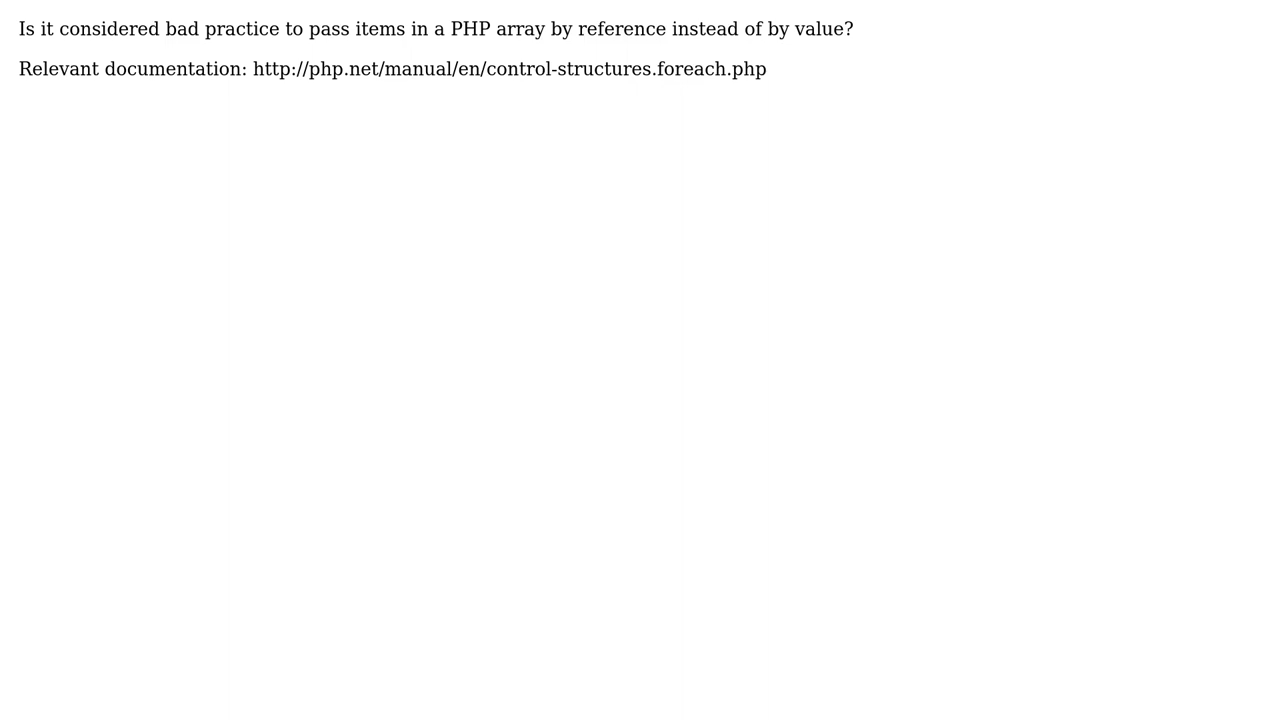 Is it considered bad practice to pass items in a PHP array by reference instead of by value?
Relevant documentation: http://php.net/manual/en/control-structures.foreach.php